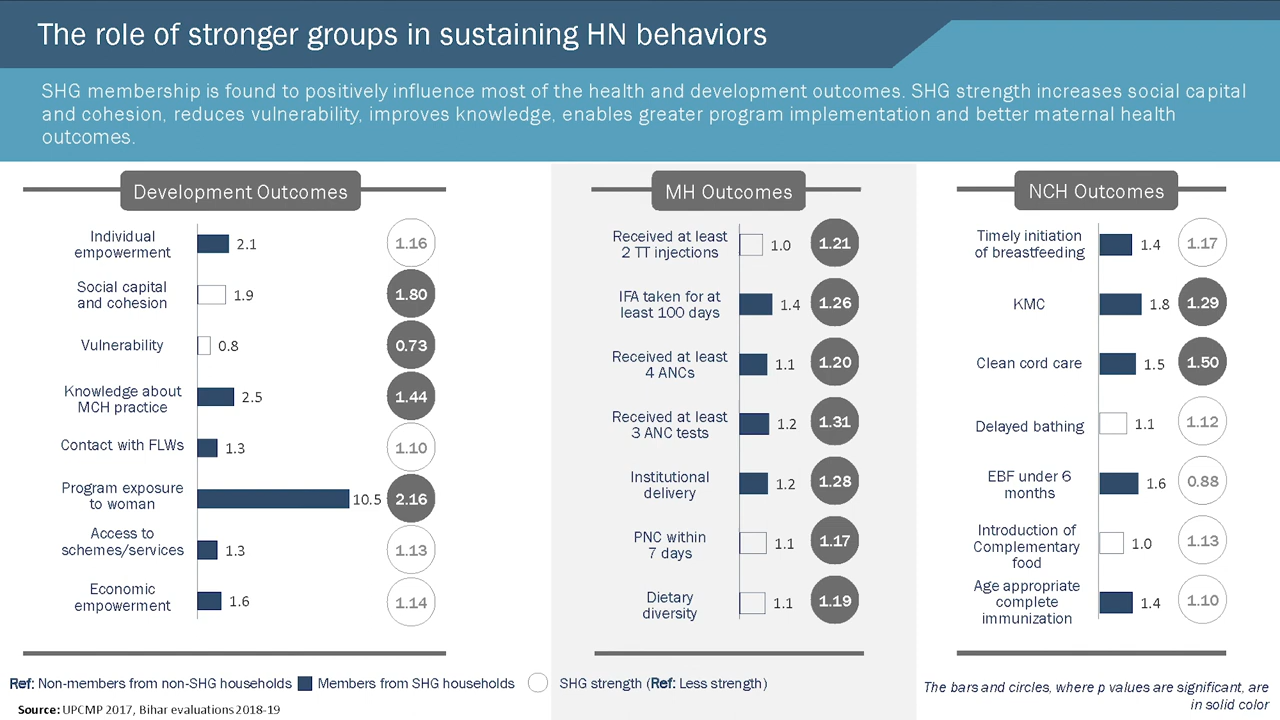 The role of stronger groups in sustaining HN behaviors
SHG membership is found to positively influence most of the health and development outcomes. SHG strength increases social capital
and cohesion, reduces vulnerability, improves knowledge, enables greater program implementation and better maternal health
outcomes.
Development Outcomes
Individual
empowerment
2.1
1.16
Social capital
and cohesion
1.9
1.80
Vulnerability
0.8
0.73
Knowledge about
MCH practice
2.5
1.44
Contact with FLWs
1.3
1.10
Program exposure
to woman
10.5
2.16
Access to
schemes/services
1.3
1.13
Economic
empowerment
1.6
1.14
MH Outcomes
Received at least
2 TT injections
1.0
1.21
IFA taken for at
least 100 days
1.4
1.26
Received at least
4 ANCs
1.1
1.20
Received at least
3 ANC tests
1.2
1.31
Institutional
delivery
1.2
1.28
PNC within
7 days
1.1
1.17
Dietary
diversity
1.1
1.19
NCH Outcomes
Timely initiation
of breastfeeding
1.4
1.17
KMC
1.8
1.29
Clean cord care
1.5
1.50
Delayed bathing
1.1
1.12
EBF under 6
months
1.6
0.88
Introduction of
Complementary
food
1.0
1.13
Age appropriate
complete
immunization
1.4
1.10
Ref: Non-members from non-SHG households
Members from SHG households
SHG strength (Ref: Less strength)
The bars and circles, where p values are significant, are
in solid color
Source: UPCMP 2017, Bihar evaluations 2018-19